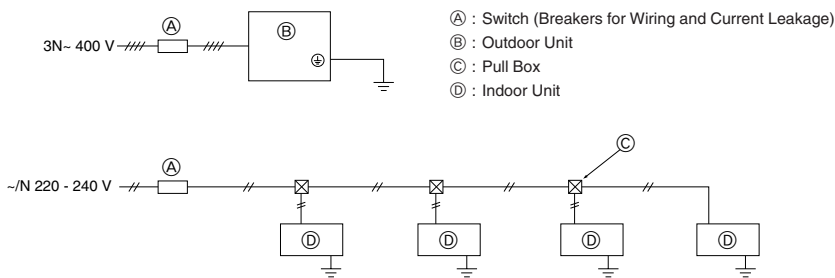 Ⓐ : Switch (Breakers for Wiring and Current Leakage)
Ⓑ : Outdoor Unit
Ⓒ : Pull Box
Ⓓ : Indoor Unit
Ⓐ
3N~ 400 V
Ⓑ
Ⓐ
Ⓒ
~/N 220 - 240 V
Ⓓ Ⓓ Ⓓ Ⓓ